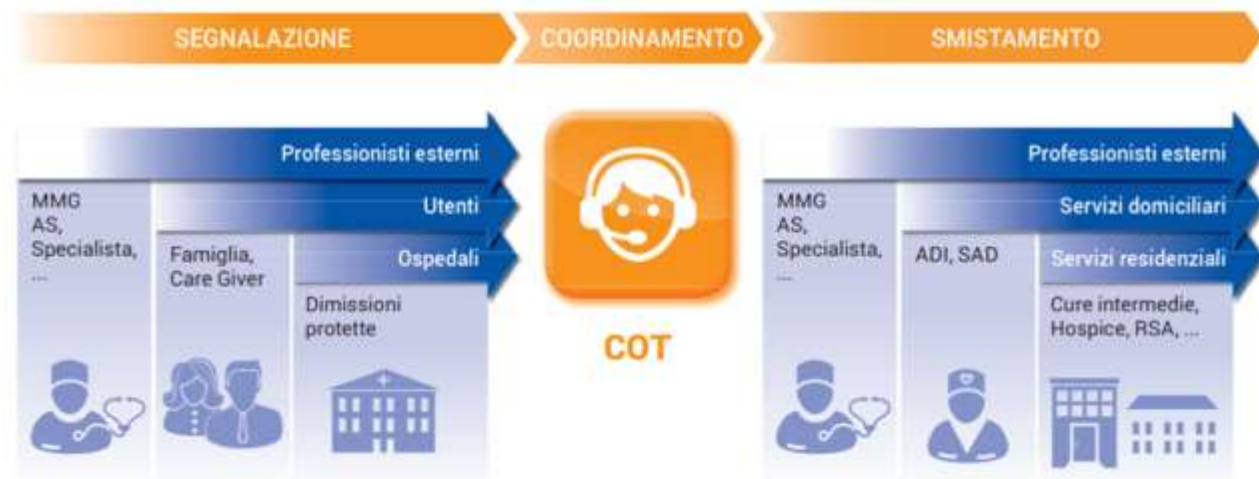 SEGNALAZIONE
COORDINAMENTO
SMISTAMENTO
Professionisti esterni
MMG
AS,
Specialista,
...
Utenti
Famiglia,
Care Giver
Ospedali
Dimissioni
protette
COT
Professionisti esterni
MMG
AS,
Specialista,
...
Servizi domiciliari
ADI, SAD
Servizi residenziali
Cure intermedie,
Hospice, RSA, ...